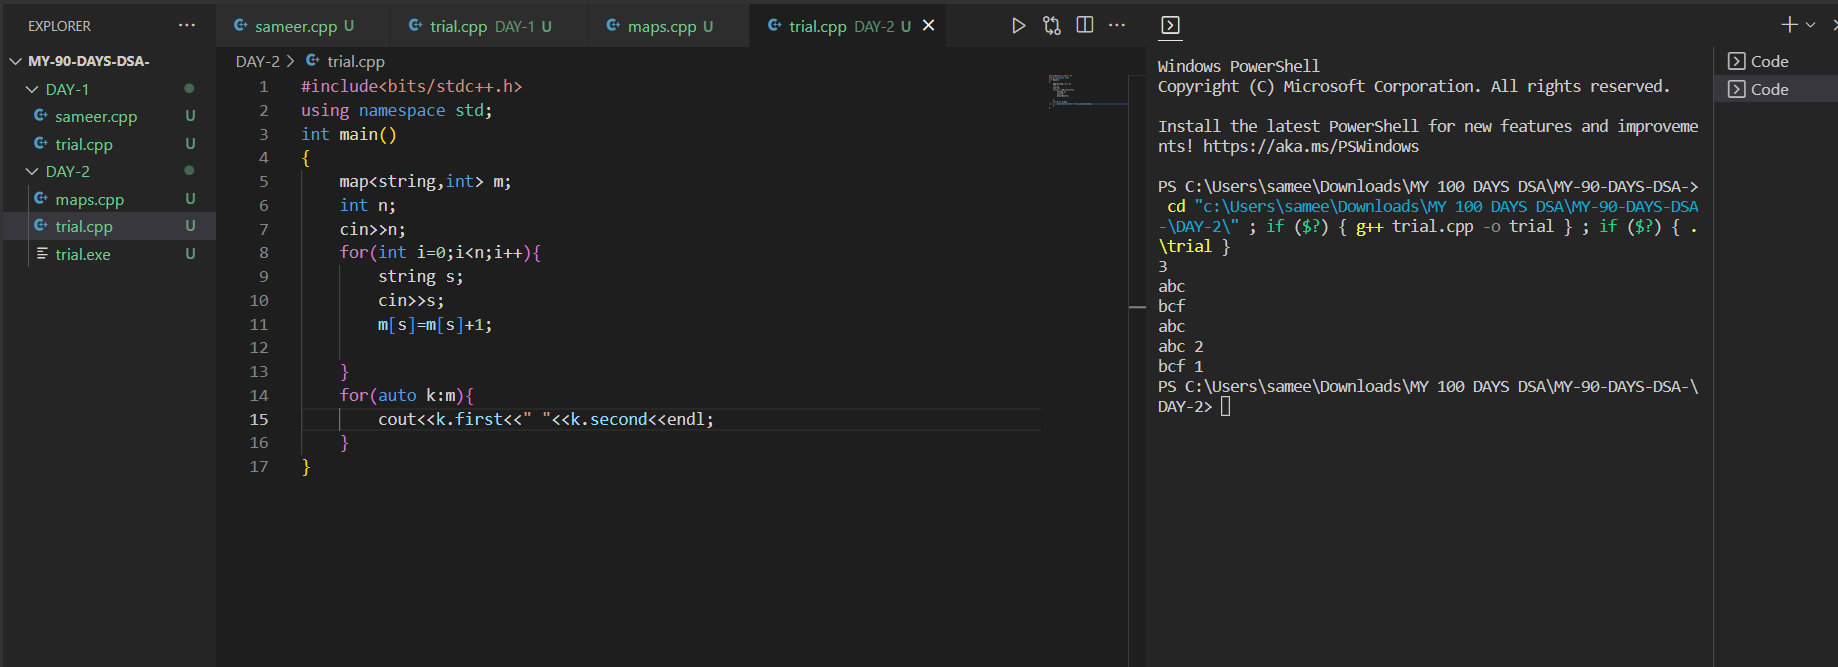 EXPLORER ...
MY-90-DAYS-DSA-
DAY-1
sameer.cpp U
trial.cpp U
DAY-2
maps.cpp U
trial.cpp U
trial.exe U
sameer.cpp U trial.cpp DAY-1 U maps.cpp U trial.cpp DAY-2 U
DAY-2 > trial.cpp
1 #include<bits/stdc++.h>
2 using namespace std;
3 int main()
4 {
5 map<string,int> m;
6 int n;
7 cin>>n;
8 for(int i=0;i<n;i++){
9 string s;
10 cin>>s;
11 m[s]=m[s]+1;
12
13 }
14 for(auto k:m){
15 cout<<k.first<<" "<<k.second<<endl;
16 }
17 }
Windows PowerShell
Copyright (C) Microsoft Corporation. All rights reserved.
Install the latest PowerShell for new features and improveme
nts! https://aka.ms/PSWindows
PS C:\Users\samee\Downloads\MY 100 DAYS DSA\MY-90-DAYS-DSA->
cd "c:\Users\samee\Downloads\MY 100 DAYS DSA\MY-90-DAYS-DSA
-\DAY-2\" ; if ($?) { g++ trial.cpp -o trial } ; if ($?) { .
\trial }
3
abc
bcf
abc
abc 2
bcf 1
PS C:\Users\samee\Downloads\MY 100 DAYS DSA\MY-90-DAYS-DSA-\
DAY-2>
Code
Code